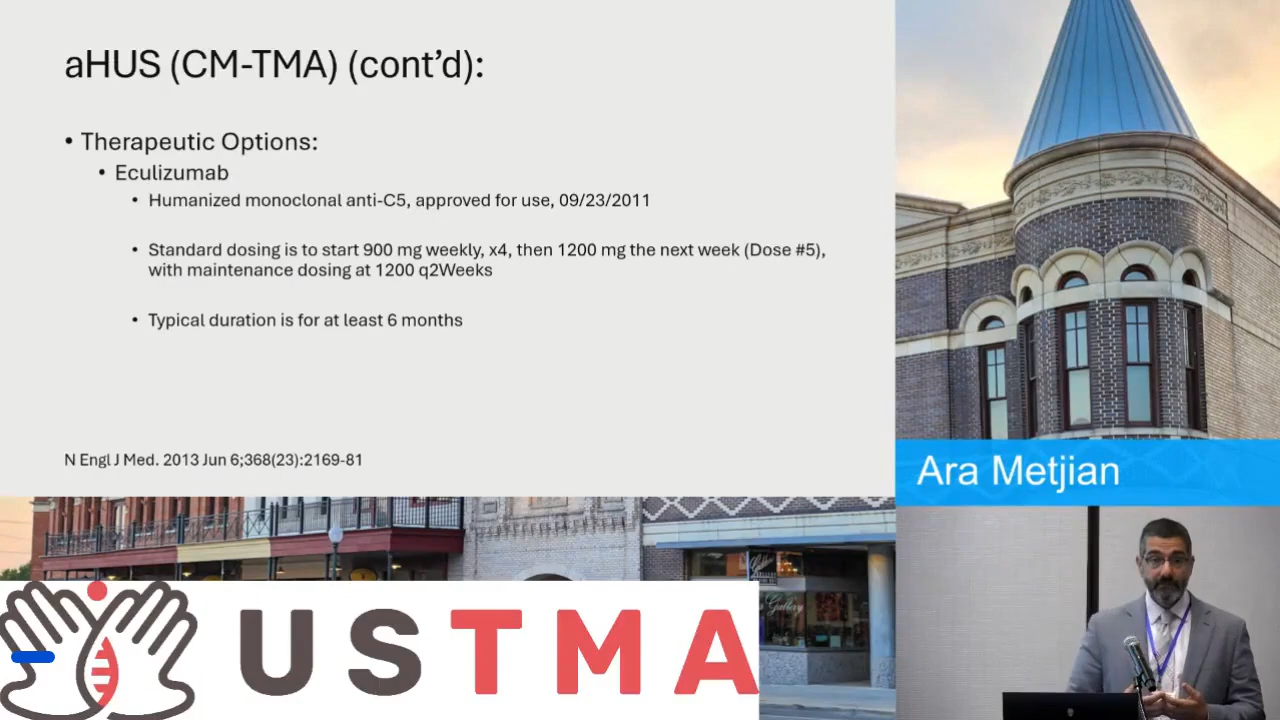 aHUS (CM-TMA) (cont’d):
• Therapeutic Options:
• Eculizumab
• Humanized monoclonal anti-C5, approved for use, 09/23/2011
• Standard dosing is to start 900 mg weekly, x4, then 1200 mg the next week (Dose #5),
with maintenance dosing at 1200 q2Weeks
• Typical duration is for at least 6 months
N Engl J Med. 2013 Jun 6;368(23):2169-81
Ara Metjian
Gallery
USTMA